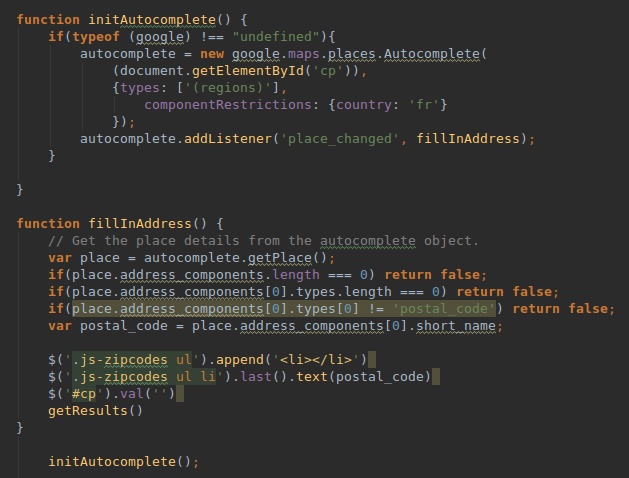 function initAutocomplete() {
    if(typeof (google) !== "undefined"){
        autocomplete = new google.maps.places.Autocomplete(
            (document.getElementById('cp')),
            {types: ['(regions)'],
                componentRestrictions: {country: 'fr'}
            });
        autocomplete.addListener('place_changed', fillInAddress);
    }
}
function fillInAddress() {
    // Get the place details from the autocomplete object.
    var place = autocomplete.getPlace();
    if(place.address_components.length === 0) return false;
    if(place.address_components[0].types.length === 0) return false;
    if(place.address_components[0].types[0] != 'postal_code') return false;
    var postal_code = place.address_components[0].short_name;
    $('.js-zipcodes ul').append('<li></li>')
    $('.js-zipcodes ul li').last().text(postal_code)
    $('#cp').val('')
    getResults()
}
    initAutocomplete();